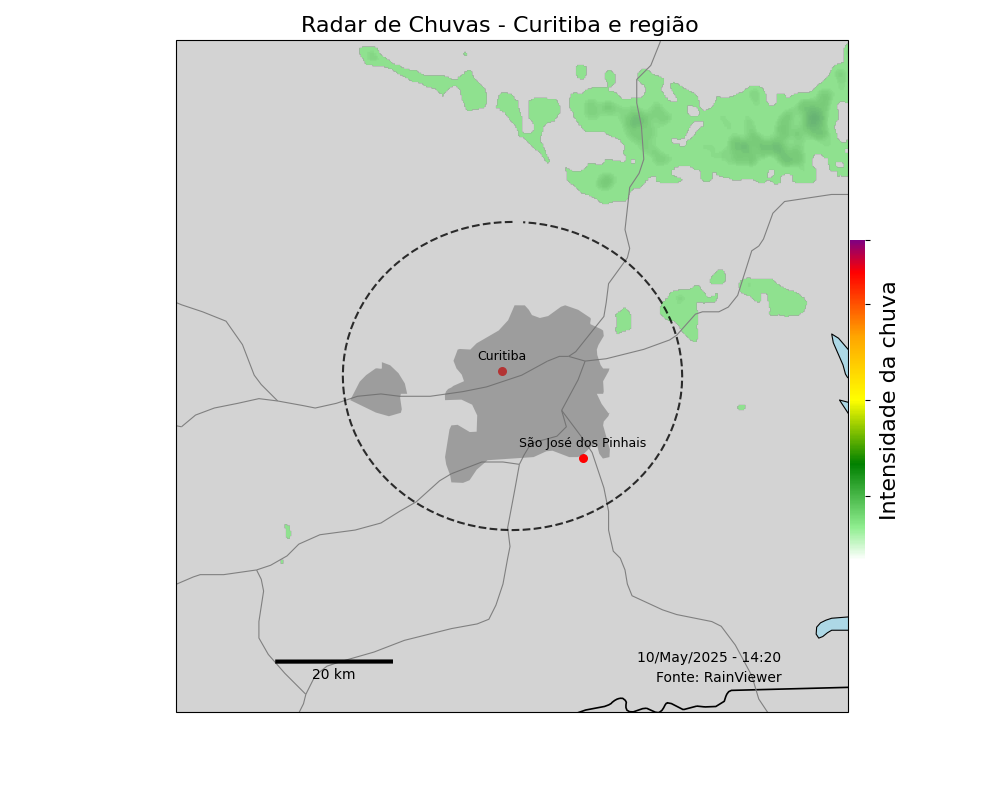 Radar de Chuvas - Curitiba e região
Curitiba
São José dos Pinhais
Intensidade da chuva
20 km
10/May/2025 - 14:20
Fonte: RainViewer